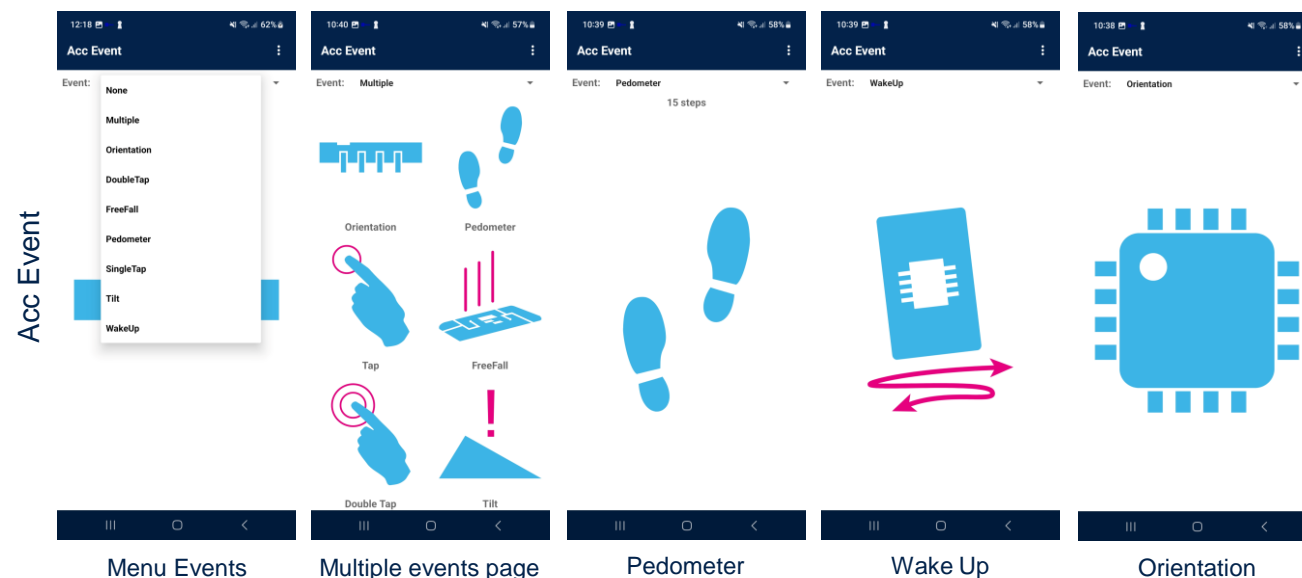 Acc Event
12:18
62%
Acc Event
Event:
None
Multiple
Orientation
DoubleTap
FreeFall
Pedometer
SingleTap
Tilt
WakeUp
Menu Events
10:40
57%
Acc Event
Event: Multiple
Orientation Pedometer
Tap FreeFall
Double Tap Tilt
Multiple events page
10:39
58%
Acc Event
Event: Pedometer
15 steps
Pedometer
10:39
58%
Acc Event
Event: WakeUp
Wake Up
10:38
58%
Acc Event
Event: Orientation
Orientation